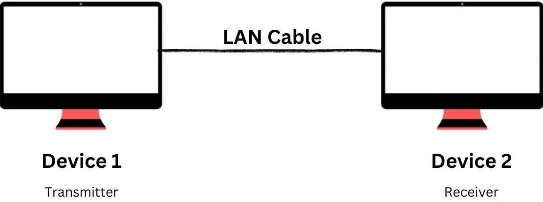 LAN Cable
Device 1
Device 2
Transmitter
Receiver